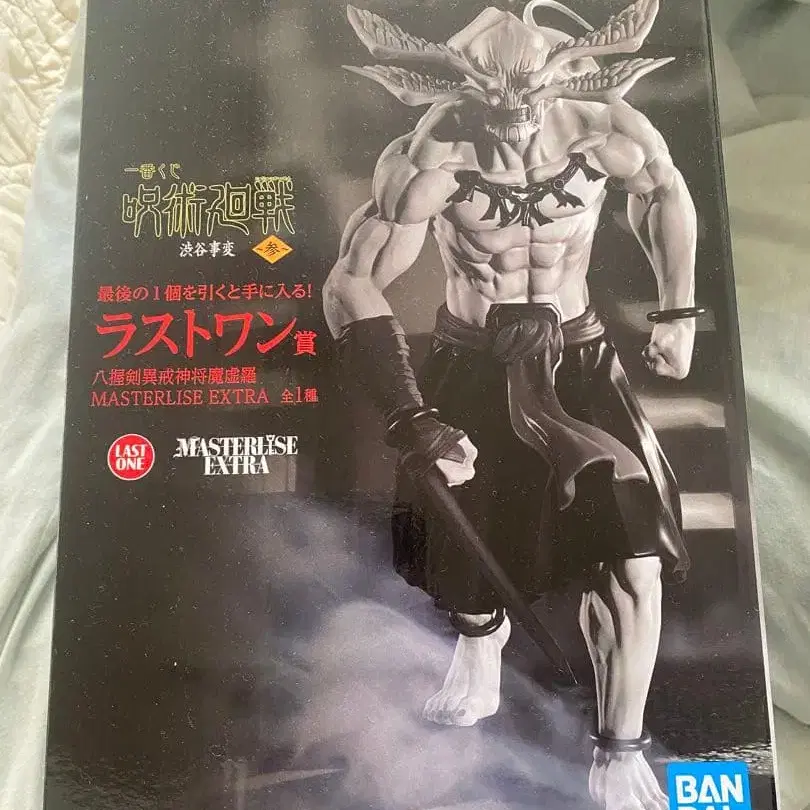 一番くじ
呪術廻戦
渋谷事変
~参~
最後の1個を引くと手に入る!
ラストワン賞
八握剣異戒神将魔虚羅
MASTERLISE EXTRA 全1種
LAST
ONE
MASTERLISE
EXTRA
BAN